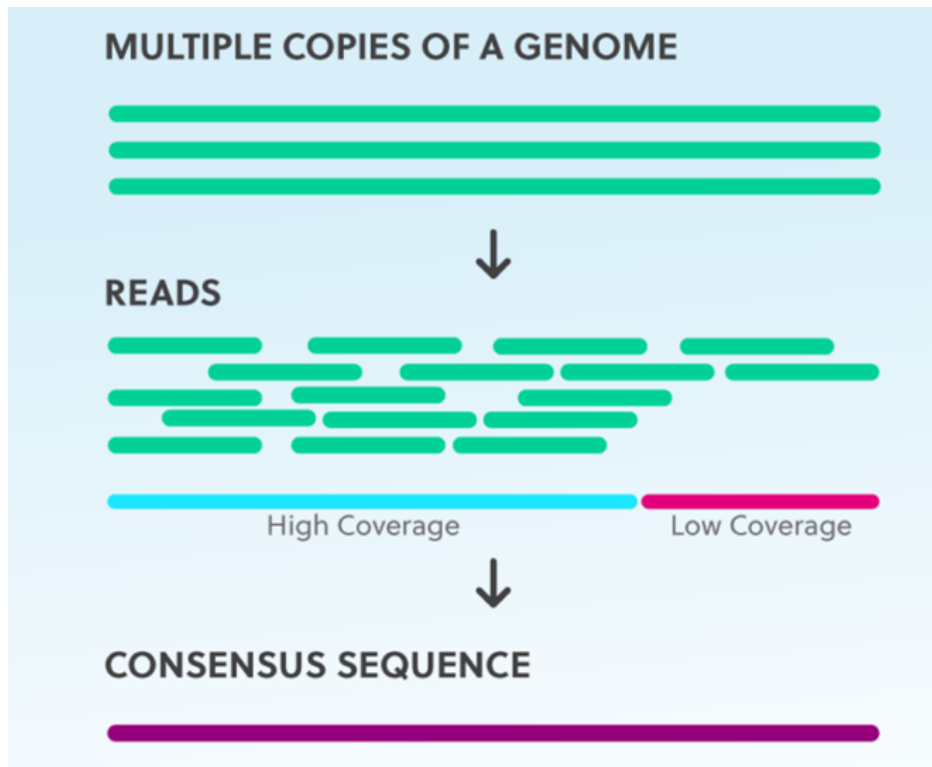 MULTIPLE COPIES OF A GENOME
READS
High Coverage
Low Coverage
CONSENSUS SEQUENCE